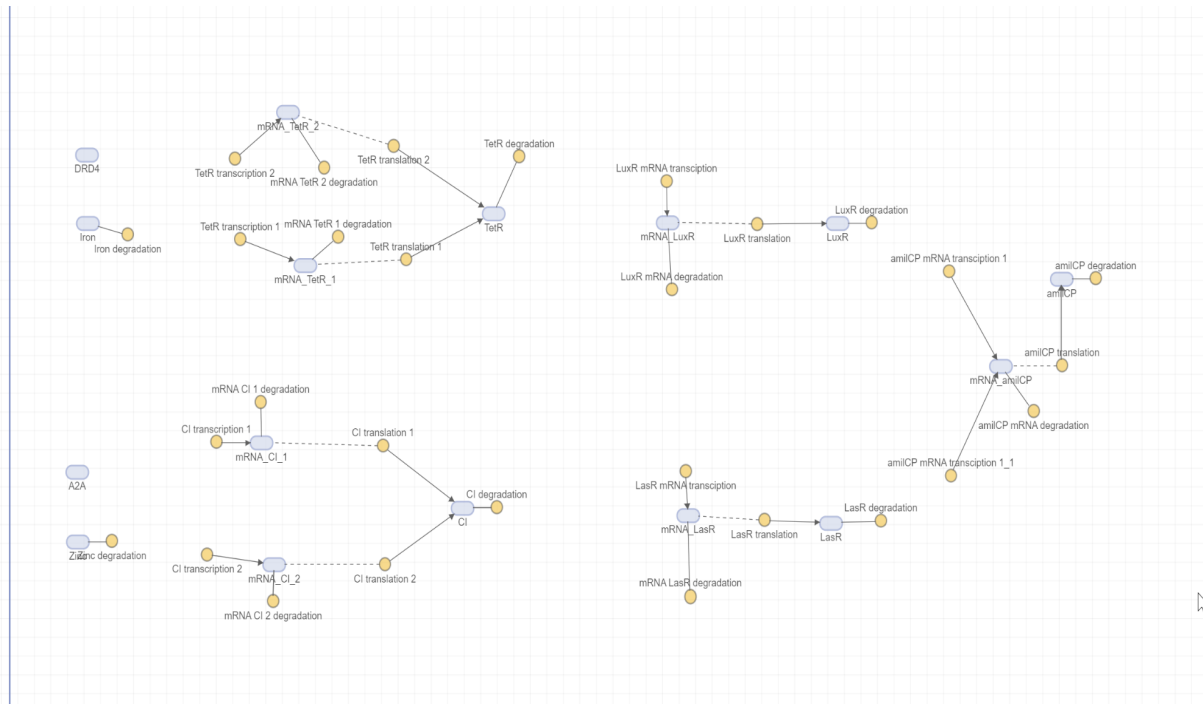 mRNA_TetR_2
TetR degradation
DRD4
TetR translation 2
TetR transcription 2
mRNA TetR 2 degradation
LuxR mRNA transciption
TetR transcription 1
mRNA TetR 1 degradation
TetR
LuxR degradation
Iron
Iron degradation
TetR translation 1
mRNA_LuxR
LuxR translation
LuxR
mRNA_TetR_1
LuxR mRNA degradation
amilCP mRNA transciption 1
amilCP degradation
amilCP
amilCP translation
mRNA_amilCP
mRNA CI 1 degradation
amilCP mRNA degradation
CI transcription 1
CI translation 1
mRNA_CI_1
amilCP mRNA transciption 1_1
A2A
CI degradation
LasR mRNA transciption
CI
LasR degradation
mRNA_LasR
LasR translation
LasR
Zinc
Zinc degradation
CI transcription 2
mRNA_CI_2
CI translation 2
mRNA LasR degradation
mRNA CI 2 degradation